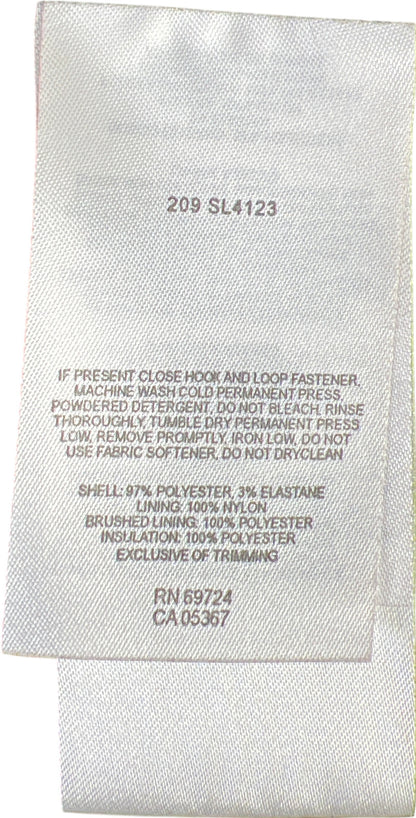 209 SL4123
IF PRESENT CLOSE HOOK AND LOOP FASTENER,
MACHINE WASH COLD PERMANENT PRESS,
POWDERED DETERGENT, DO NOT BLEACH, RINSE
THOROUGHLY, TUMBLE DRY PERMANENT PRESS
LOW, REMOVE PROMPTLY, IRON LOW, DO NOT
USE FABRIC SOFTENER, DO NOT DRYCLEAN
SHELL: 97% POLYESTER, 3% ELASTANE
LINING: 100% NYLON
BRUSHED LINING: 100% POLYESTER
INSULATION: 100% POLYESTER
EXCLUSIVE OF TRIMMING
RN 69724
CA 05367